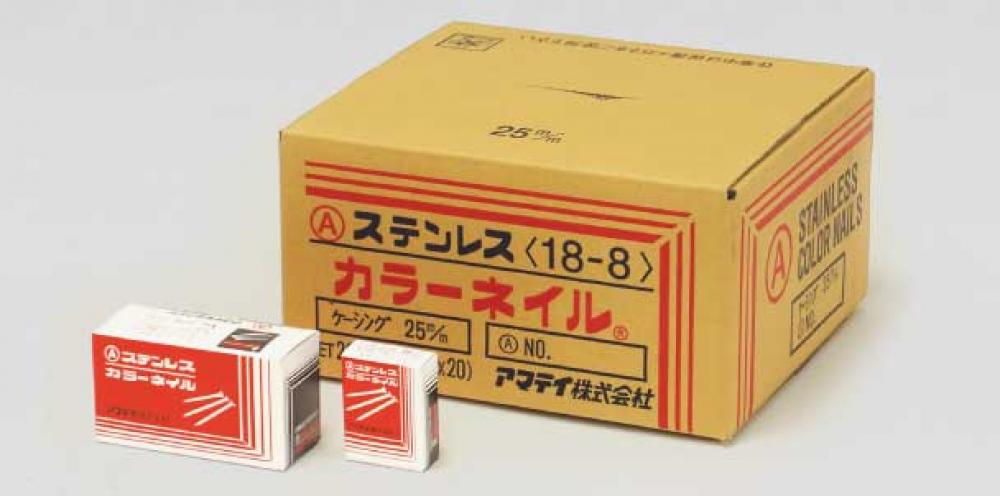 25m/m
Ⓐステンレス〈18-8〉
カラーネイル®
ケーシング 25m/m
Ⓐ NO.
x20)
アマテイ株式会社
Ⓐ
STAINLESS
COLOR NAILS
Ⓐステンレス
カラーネイル
Ⓐステンレス
カラーネイル